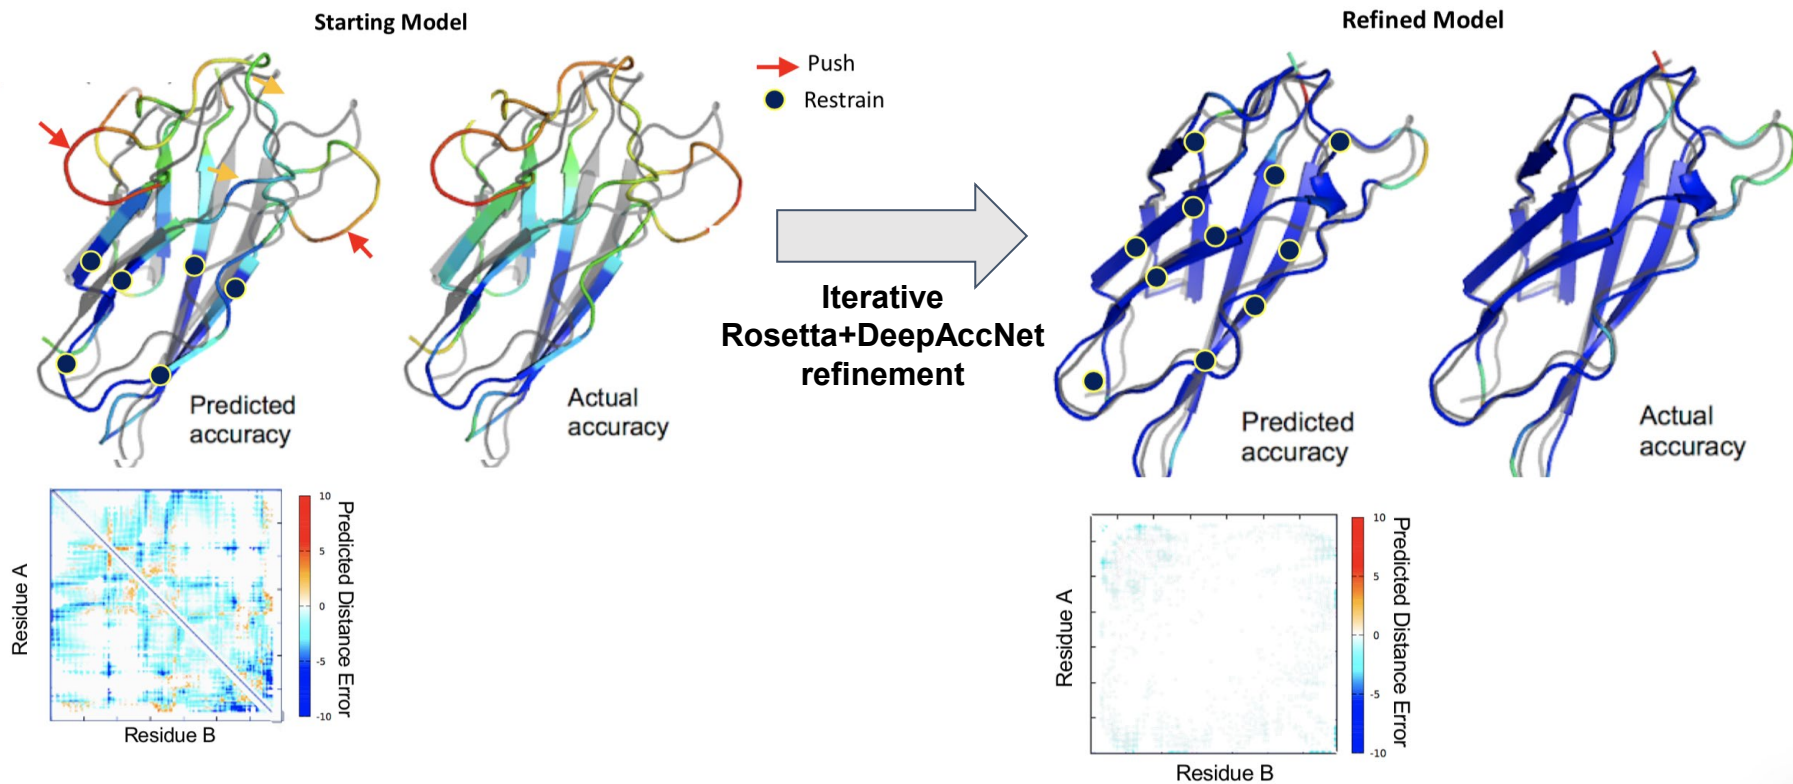 Starting Model
Refined Model
Push
Restrain
Predicted
accuracy
Actual
accuracy
Iterative
Rosetta+DeepAccNet
refinement
Predicted
accuracy
Actual
accuracy
10
5
0
-5
-10
Predicted Distance Error
Residue A
Residue B
10
5
0
-5
-10
Predicted Distance Error
Residue A
Residue B